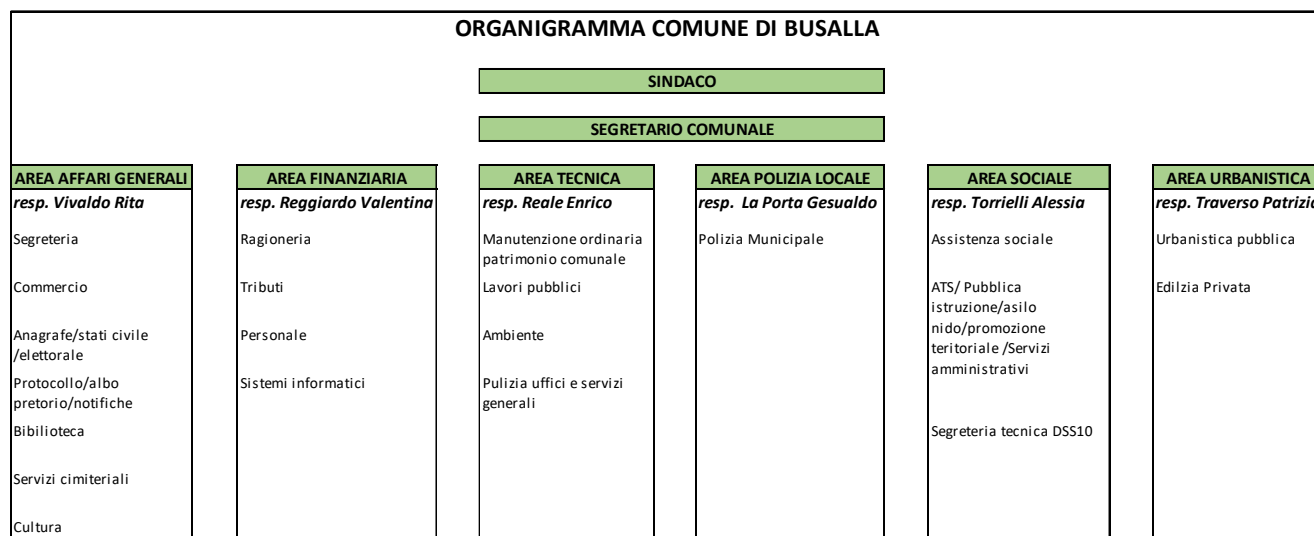 ORGANIGRAMMA COMUNE DI BUSALLA
SINDACO
SEGRETARIO COMUNALE
AREA AFFARI GENERALI
resp. Vivaldo Rita
Segreteria
Commercio
Anagrafe/stati civile
/elettorale
Protocollo/albo
pretorio/notifiche
Bibilioteca
Servizi cimiteriali
Cultura
AREA FINANZIARIA
resp. Reggiardo Valentina
Ragioneria
Tributi
Personale
Sistemi informatici
AREA TECNICA
resp. Reale Enrico
Manutenzione ordinaria
patrimonio comunale
Lavori pubblici
Ambiente
Pulizia uffici e servizi
generali
AREA POLIZIA LOCALE
resp. La Porta Gesualdo
Polizia Municipale
AREA SOCIALE
resp. Torrielli Alessia
Assistenza sociale
ATS/ Pubblica
istruzione/asilo
nido/promozione
teritoriale /Servizi
amministrativi
Segreteria tecnica DSS10
AREA URBANISTICA
resp. Traverso Patrizia
Urbanistica pubblica
Edilzia Privata